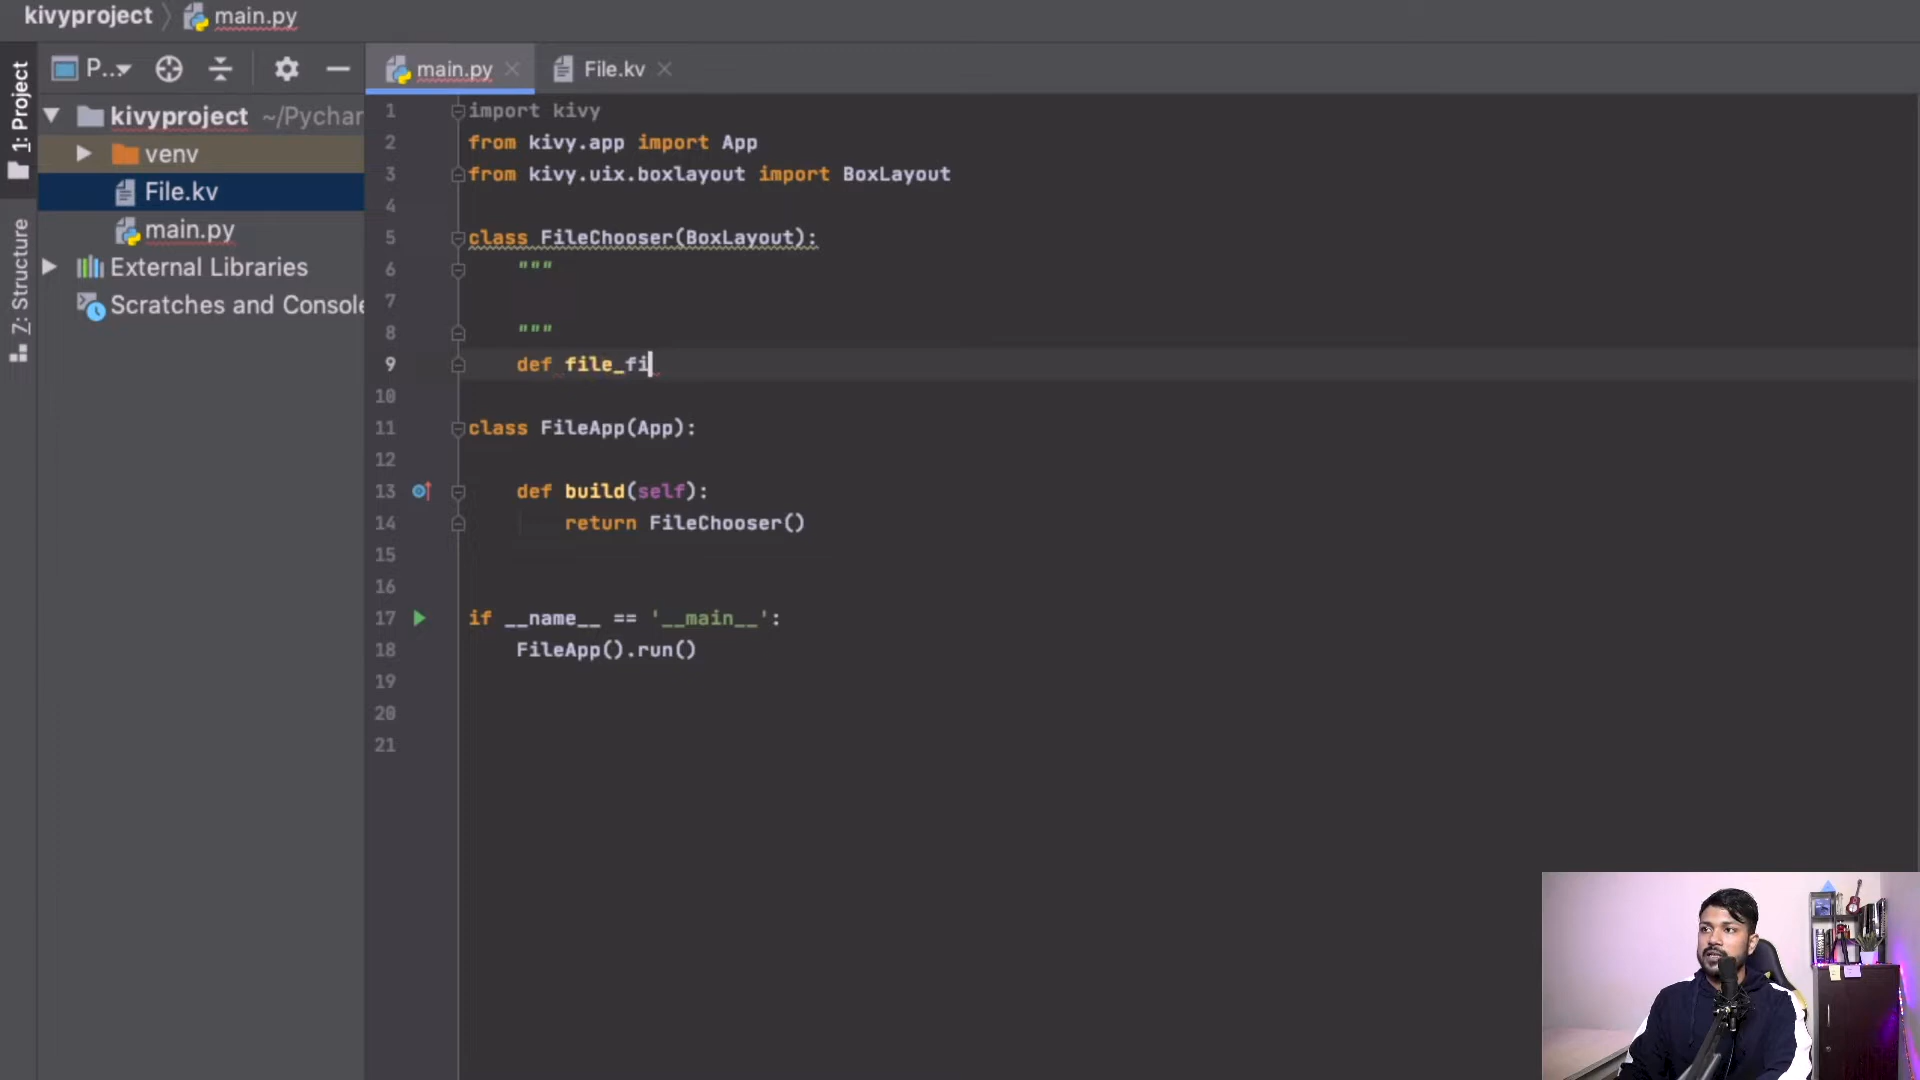 kivyproject main.py
1: Project
Z: Structure
P..
kivyproject ~/Pychar
venv
File.kv
main.py
External Libraries
Scratches and Console
main.py File.kv
1 import kivy
2 from kivy.app import App
3 from kivy.uix.boxlayout import BoxLayout
4
5 class FileChooser(BoxLayout):
6 """
7
8 """
9 def file_fi
10
11 class FileApp(App):
12
13 def build(self):
14 return FileChooser()
15
16
17 if __name__ == '__main__':
18 FileApp().run()
19
20
21